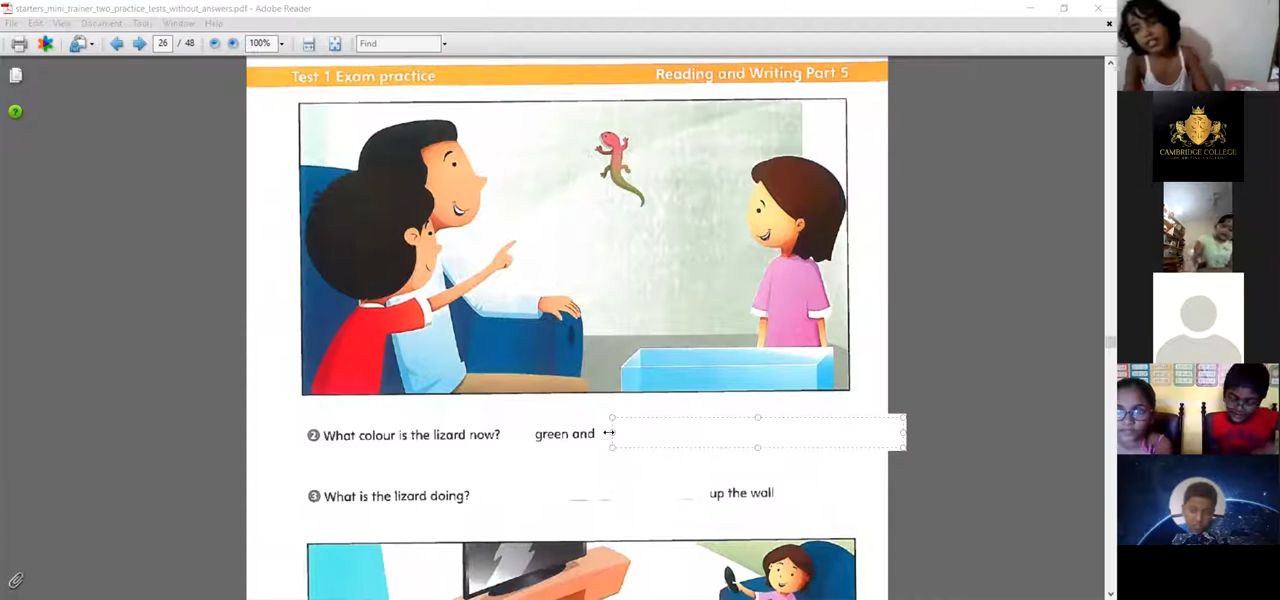 starters_mini_trainer_two_practice_tests_without_answers.pdf - Adobe Reader
File Edit View Document Tools Window Help
26 / 48 100% Find
Test 1 Exam practice Reading and Writing Part 5
CAMBRIDGE COLLEGE
2 What colour is the lizard now? green and
3 What is the lizard doing? up the wall